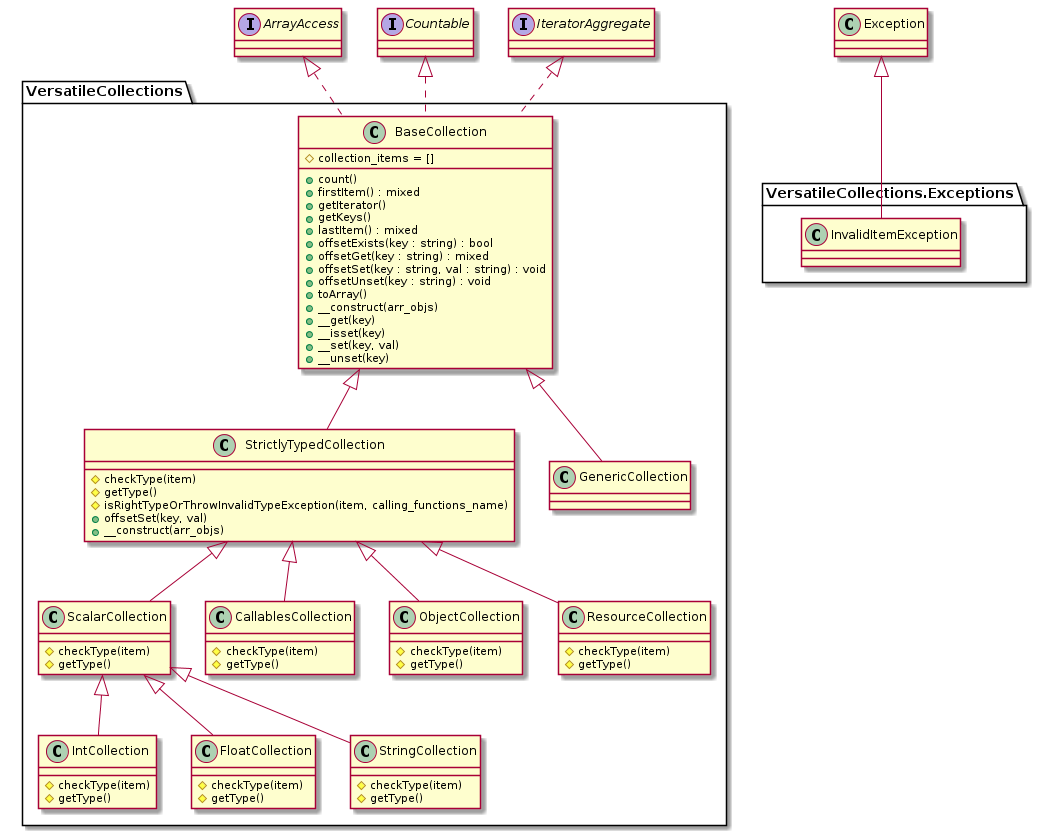 ArrayAccess
Countable
IteratorAggregate
Exception
VersatileCollections
BaseCollection
collection_items = []
count()
firstItem() : mixed
getIterator()
getKeys()
lastItem() : mixed
offsetExists(key : string) : bool
offsetGet(key : string) : mixed
offsetSet(key : string, val : string) : void
offsetUnset(key : string) : void
toArray()
__construct(arr_objs)
__get(key)
__isset(key)
__set(key, val)
__unset(key)
VersatileCollections.Exceptions
InvalidItemException
StrictlyTypedCollection
checkType(item)
getType()
isRightTypeOrThrowInvalidTypeException(item, calling_functions_name)
offsetSet(key, val)
__construct(arr_objs)
GenericCollection
ScalarCollection
checkType(item)
getType()
CallablesCollection
checkType(item)
getType()
ObjectCollection
checkType(item)
getType()
ResourceCollection
checkType(item)
getType()
IntCollection
checkType(item)
getType()
FloatCollection
checkType(item)
getType()
StringCollection
checkType(item)
getType()